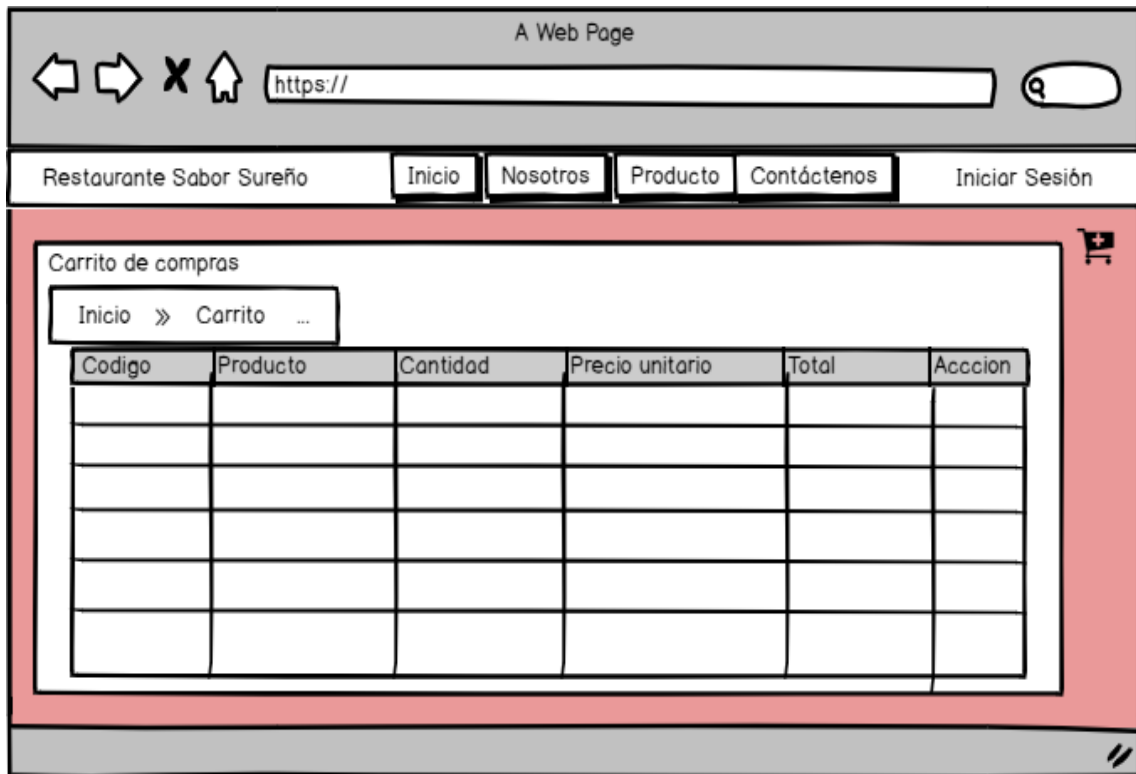 A Web Page
https://
Restaurante Sabor Sureño Inicio Nosotros Producto Contáctenos Iniciar Sesión
Carrito de compras
Inicio » Carrito ...
Codigo Producto Cantidad Precio unitario Total Acccion